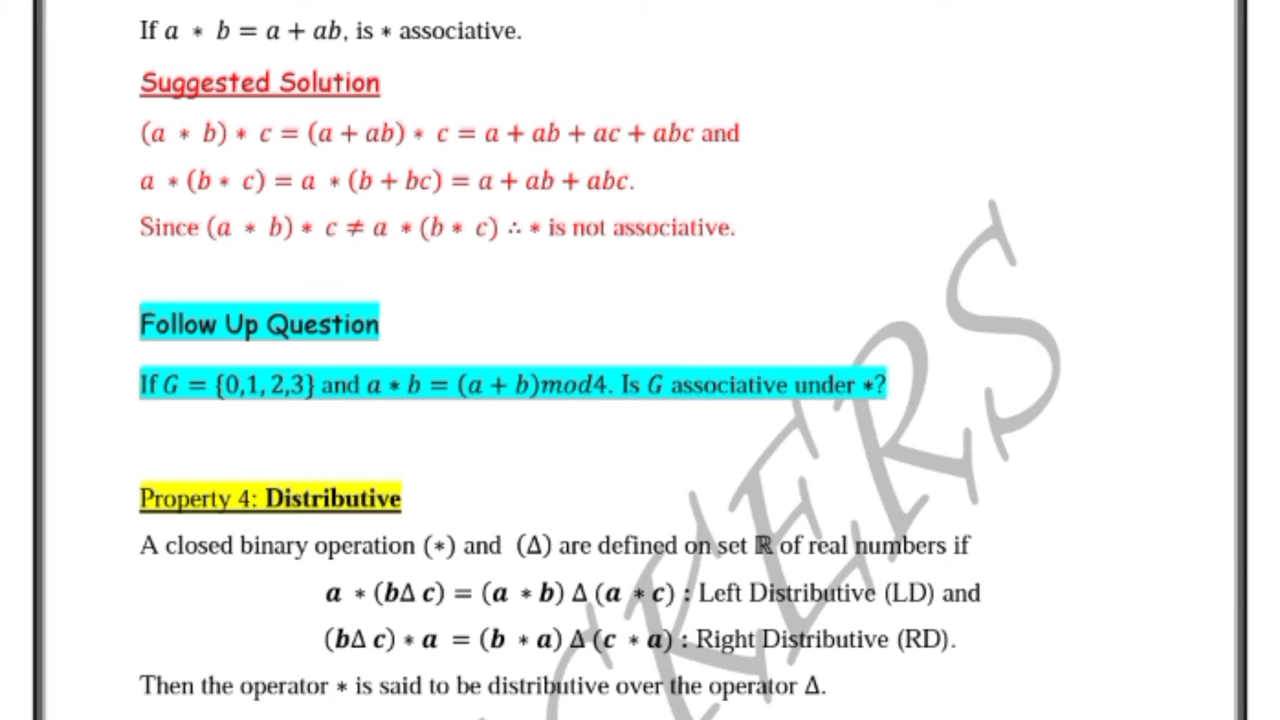 If a * b = a + ab, is * associative.
Suggested Solution
(a * b) * c = (a + ab) * c = a + ab + ac + abc and
a * (b * c) = a * (b + bc) = a + ab + abc.
Since (a * b) * c ≠ a * (b * c) ∴ * is not associative.
Follow Up Question
If G = {0,1, 2,3} and a * b = (a + b)mod4. Is G associative under *?
Property 4: Distributive
A closed binary operation (*) and (Δ) are defined on set ℝ of real numbers if
a * (bΔ c) = (a * b) Δ (a * c) : Left Distributive (LD) and
(bΔ c) * a = (b * a) Δ (c * a) : Right Distributive (RD).
Then the operator * is said to be distributive over the operator Δ.
CKERS